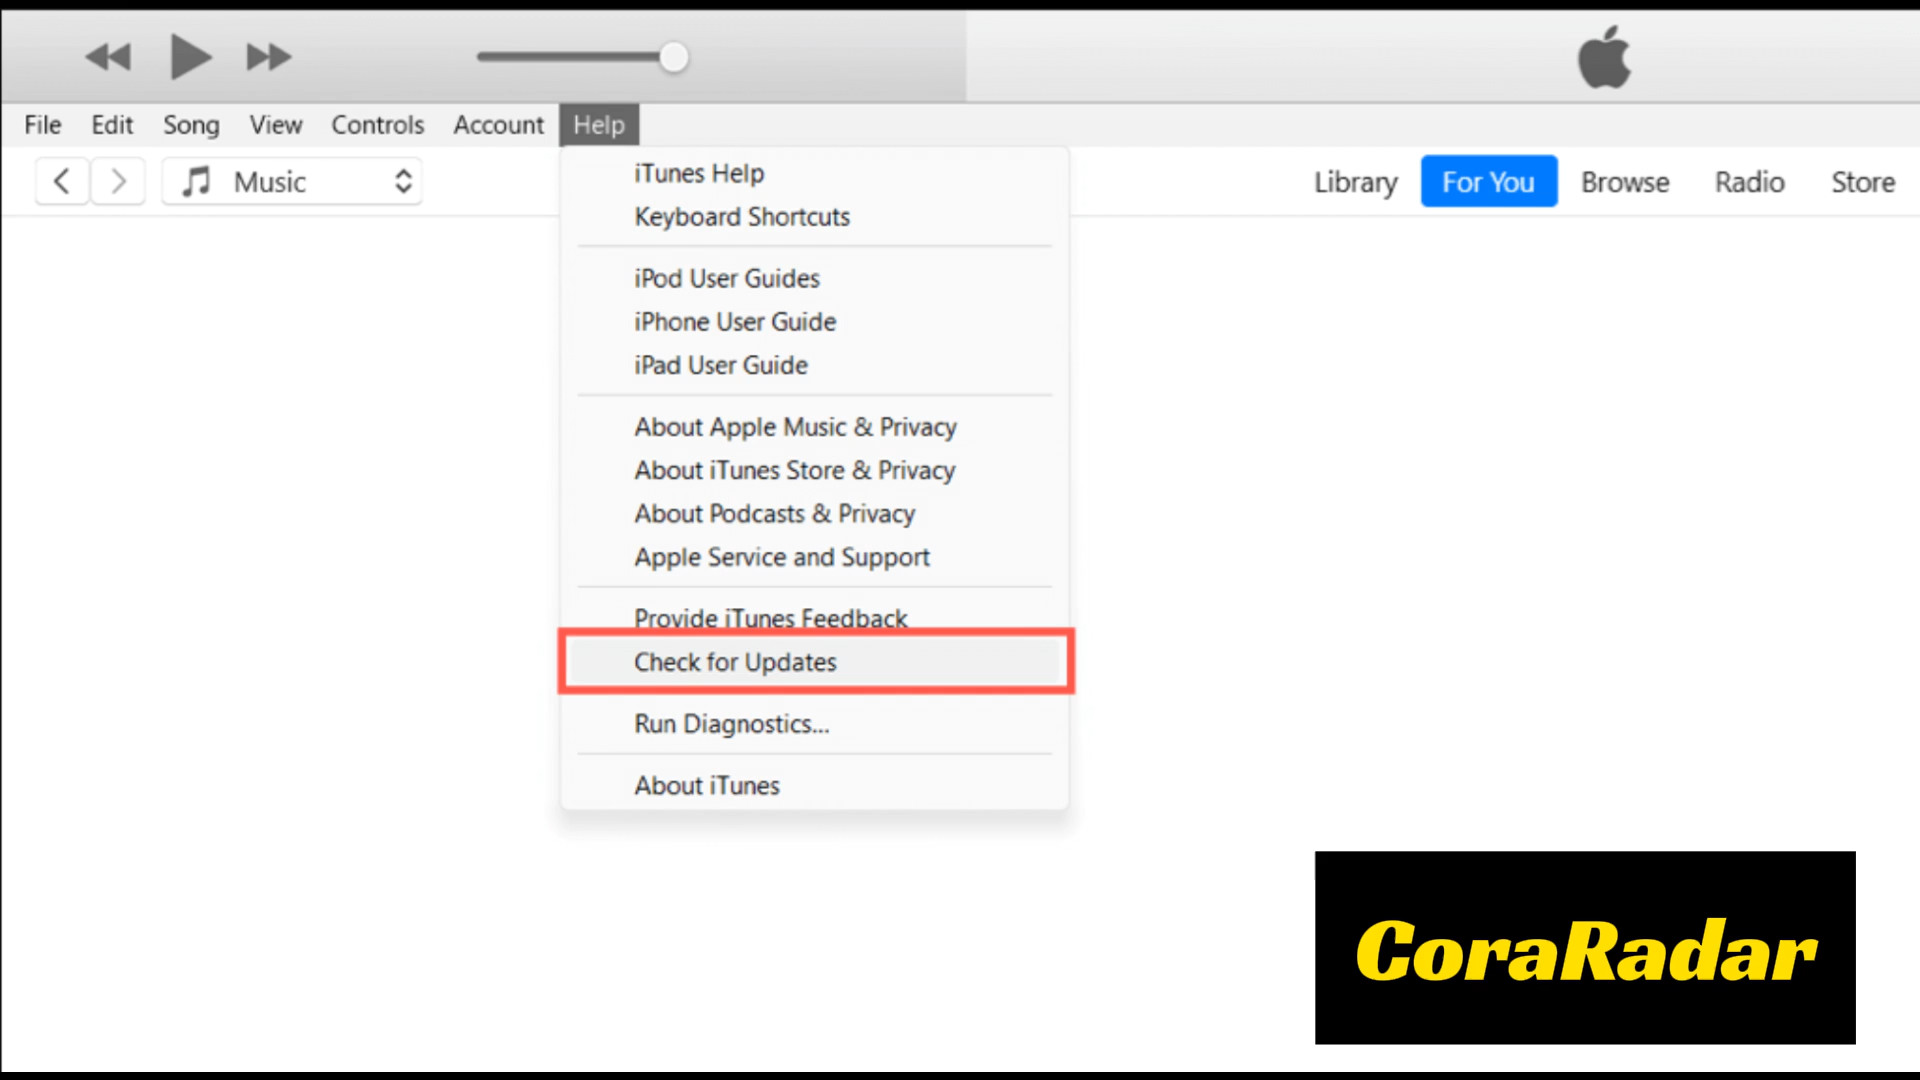 File Edit Song View Controls Account Help
Music
Library For You Browse Radio Store
iTunes Help
Keyboard Shortcuts
iPod User Guides
iPhone User Guide
iPad User Guide
About Apple Music & Privacy
About iTunes Store & Privacy
About Podcasts & Privacy
Apple Service and Support
Provide iTunes Feedback
Check for Updates
Run Diagnostics...
About iTunes
CoraRadar